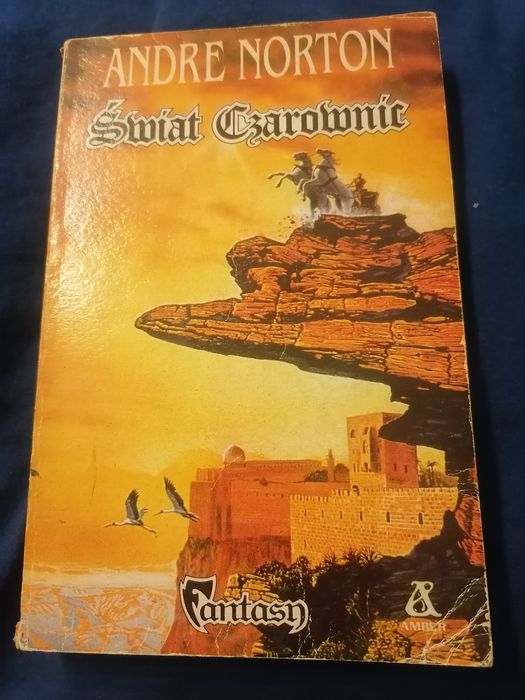 ANDRE NORTON
Świat Czarownic
Fantasy
AMBER